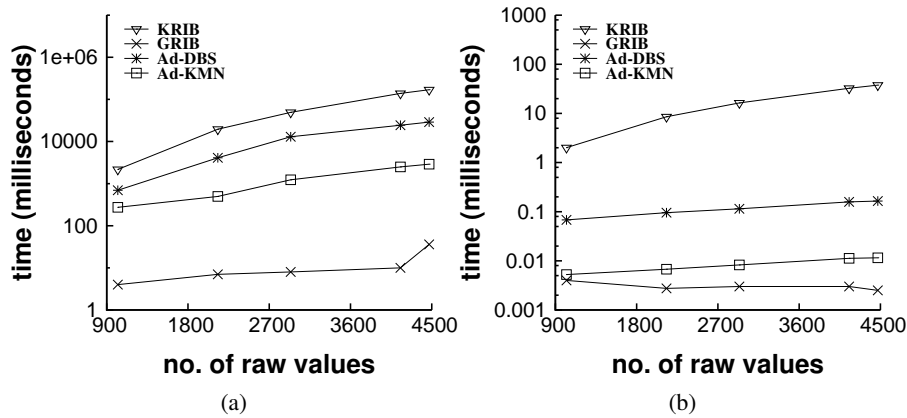 KRIB
GRIB
Ad-DBS
Ad-KMN
1e+06
10000
100
1
time (milliseconds)
900 1800 2700 3600 4500
no. of raw values
(a)
KRIB
GRIB
Ad-DBS
Ad-KMN
1000
100
10
1
0.1
0.01
0.001
time (milliseconds)
900 1800 2700 3600 4500
no. of raw values
(b)